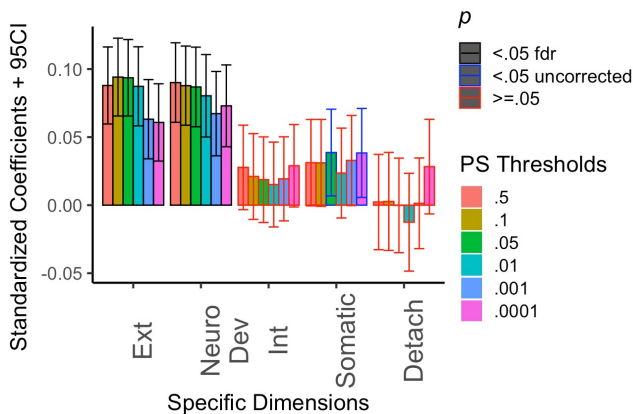 Standardized Coefficients + 95CI
0.10
0.05
0.00
-0.05
Ext
Neuro
Dev
Int
Somatic
Detach
Specific Dimensions
p
<.05 fdr
<.05 uncorrected
>=.05
PS Thresholds
.5
.1
.05
.01
.001
.0001